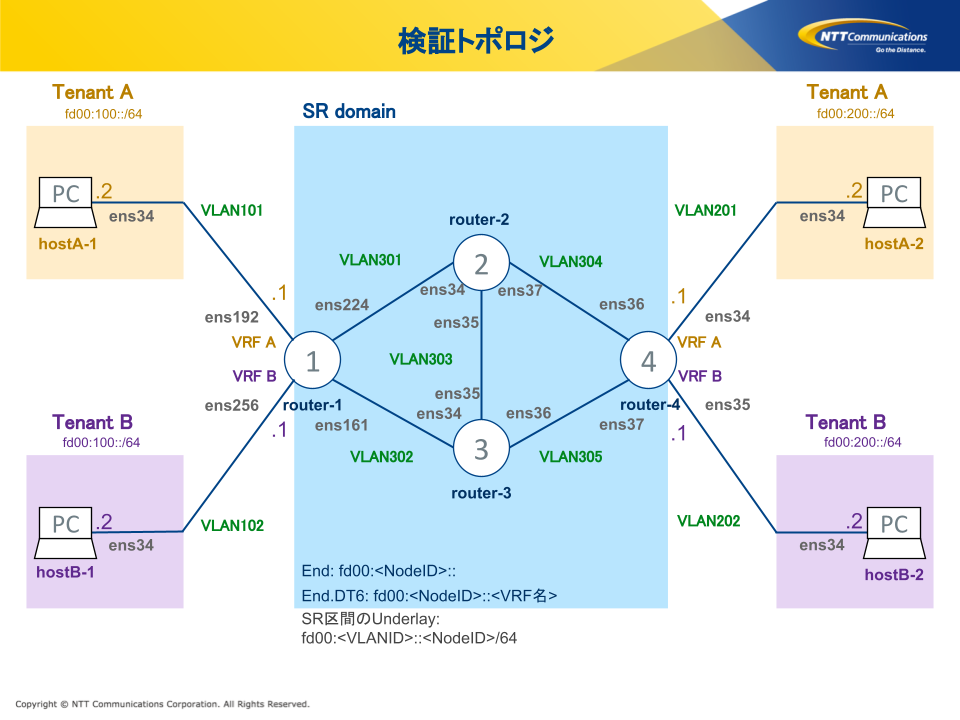 検証トポロジ
NTT Communications
Go the Distance.
Tenant A
fd00:100::/64
SR domain
Tenant A
fd00:200::/64
PC
.2
ens34
hostA-1
VLAN101
router-2
VLAN201
.2
PC
ens34
hostA-2
VLAN301
2
VLAN304
ens34
ens37
.1
ens224
ens36
.1
ens192
ens35
ens34
VRF A
VRF A
1
VLAN303
4
VRF B
VRF B
ens256
router-1
ens35
ens34
ens36
router-4
ens35
.1
ens161
ens37
.1
Tenant B
fd00:100::/64
Tenant B
fd00:200::/64
VLAN302
3
VLAN305
router-3
PC
.2
ens34
hostB-1
VLAN102
VLAN202
.2
PC
ens34
hostB-2
End: fd00:<NodeID>::
End.DT6: fd00:<NodeID>::<VRF名>
SR区間のUnderlay:
fd00:<VLANID>::<NodeID>/64
Copyright © NTT Communications Corporation. All Rights Reserved.